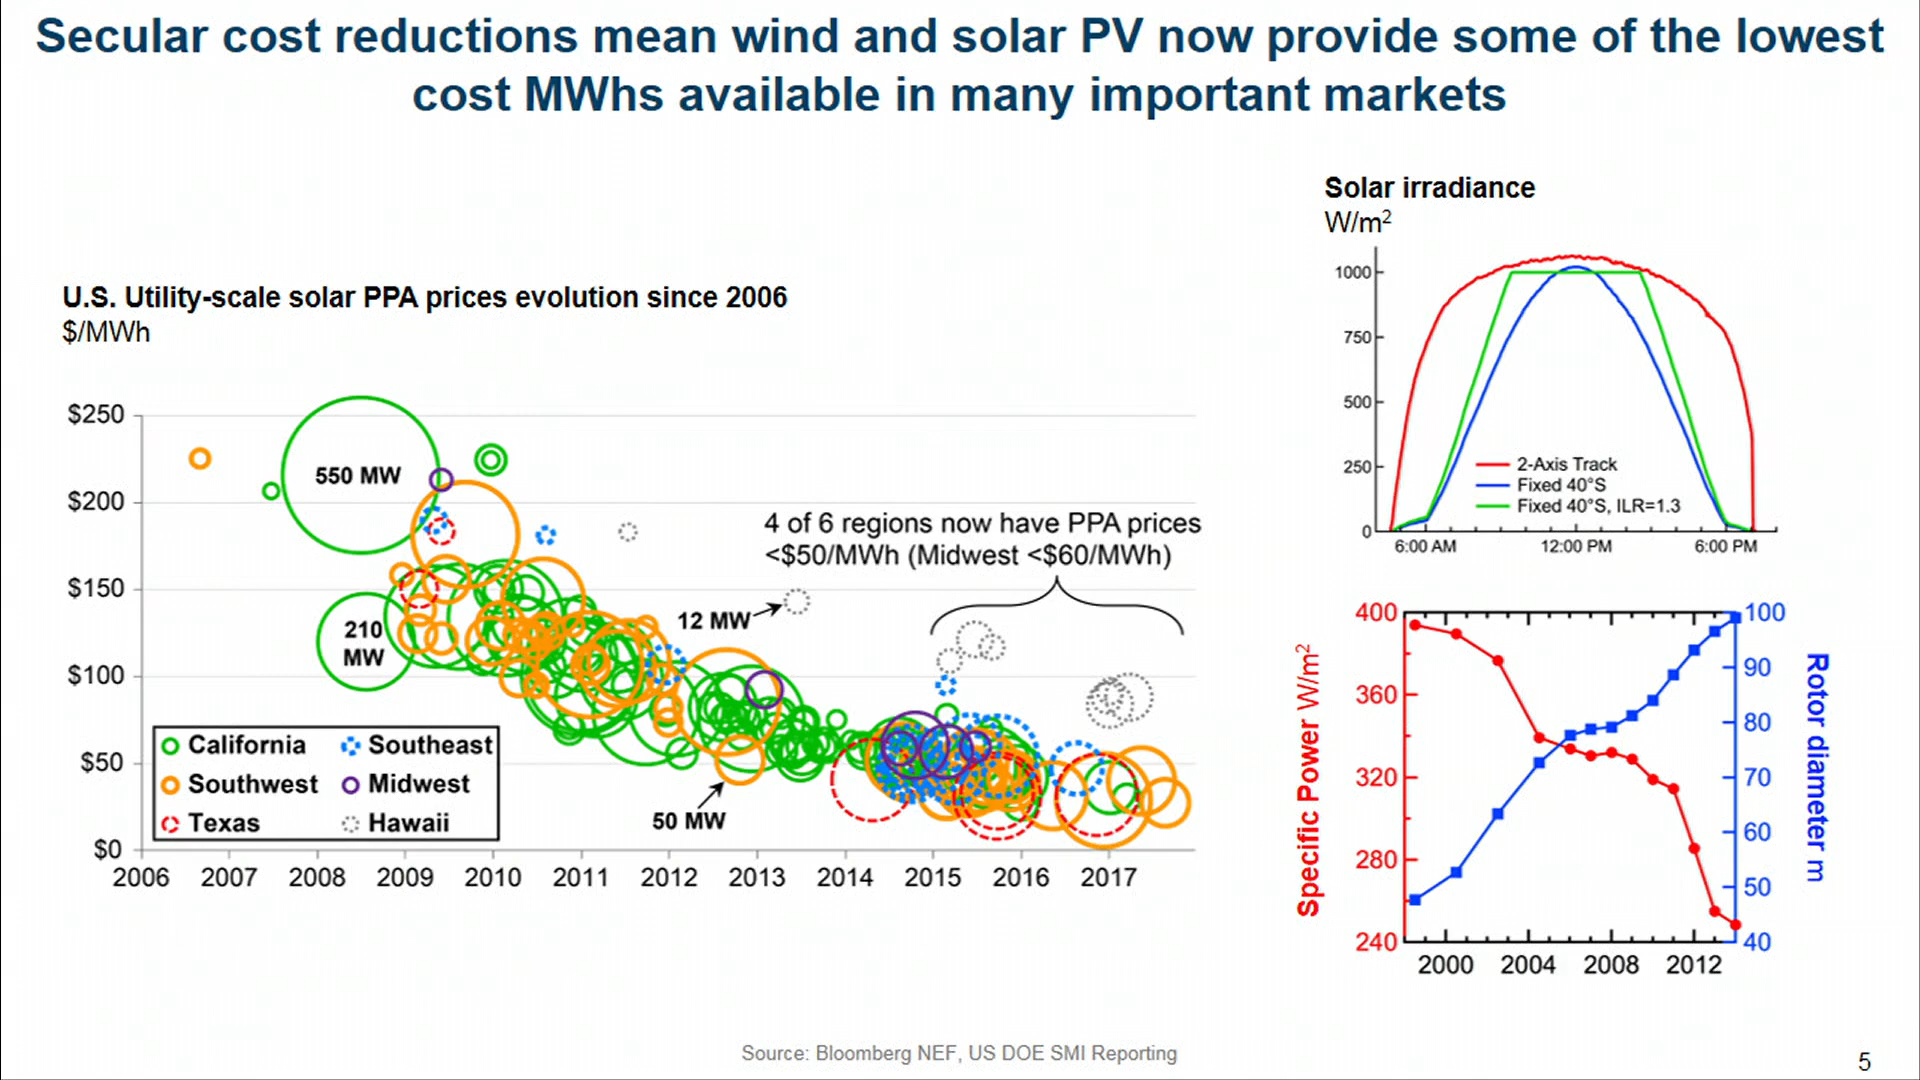 Secular cost reductions mean wind and solar PV now provide some of the lowest
cost MWhs available in many important markets
U.S. Utility-scale solar PPA prices evolution since 2006
$/MWh
$250
$200
$150
$100
$50
$0
2006 2007 2008 2009 2010 2011 2012 2013 2014 2015 2016 2017
550 MW
210
MW
12 MW
50 MW
4 of 6 regions now have PPA prices
<$50/MWh (Midwest <$60/MWh)
California Southeast
Southwest Midwest
Texas Hawaii
Solar irradiance
W/m²
1000
750
500
250
0
6:00 AM 12:00 PM 6:00 PM
2-Axis Track
Fixed 40°S
Fixed 40°S, ILR=1.3
Specific Power W/m²
400
360
320
280
240
100
90
80
70
60
50
40
Rotor diameter m
2000 2004 2008 2012
Source: Bloomberg NEF, US DOE SMI Reporting
5